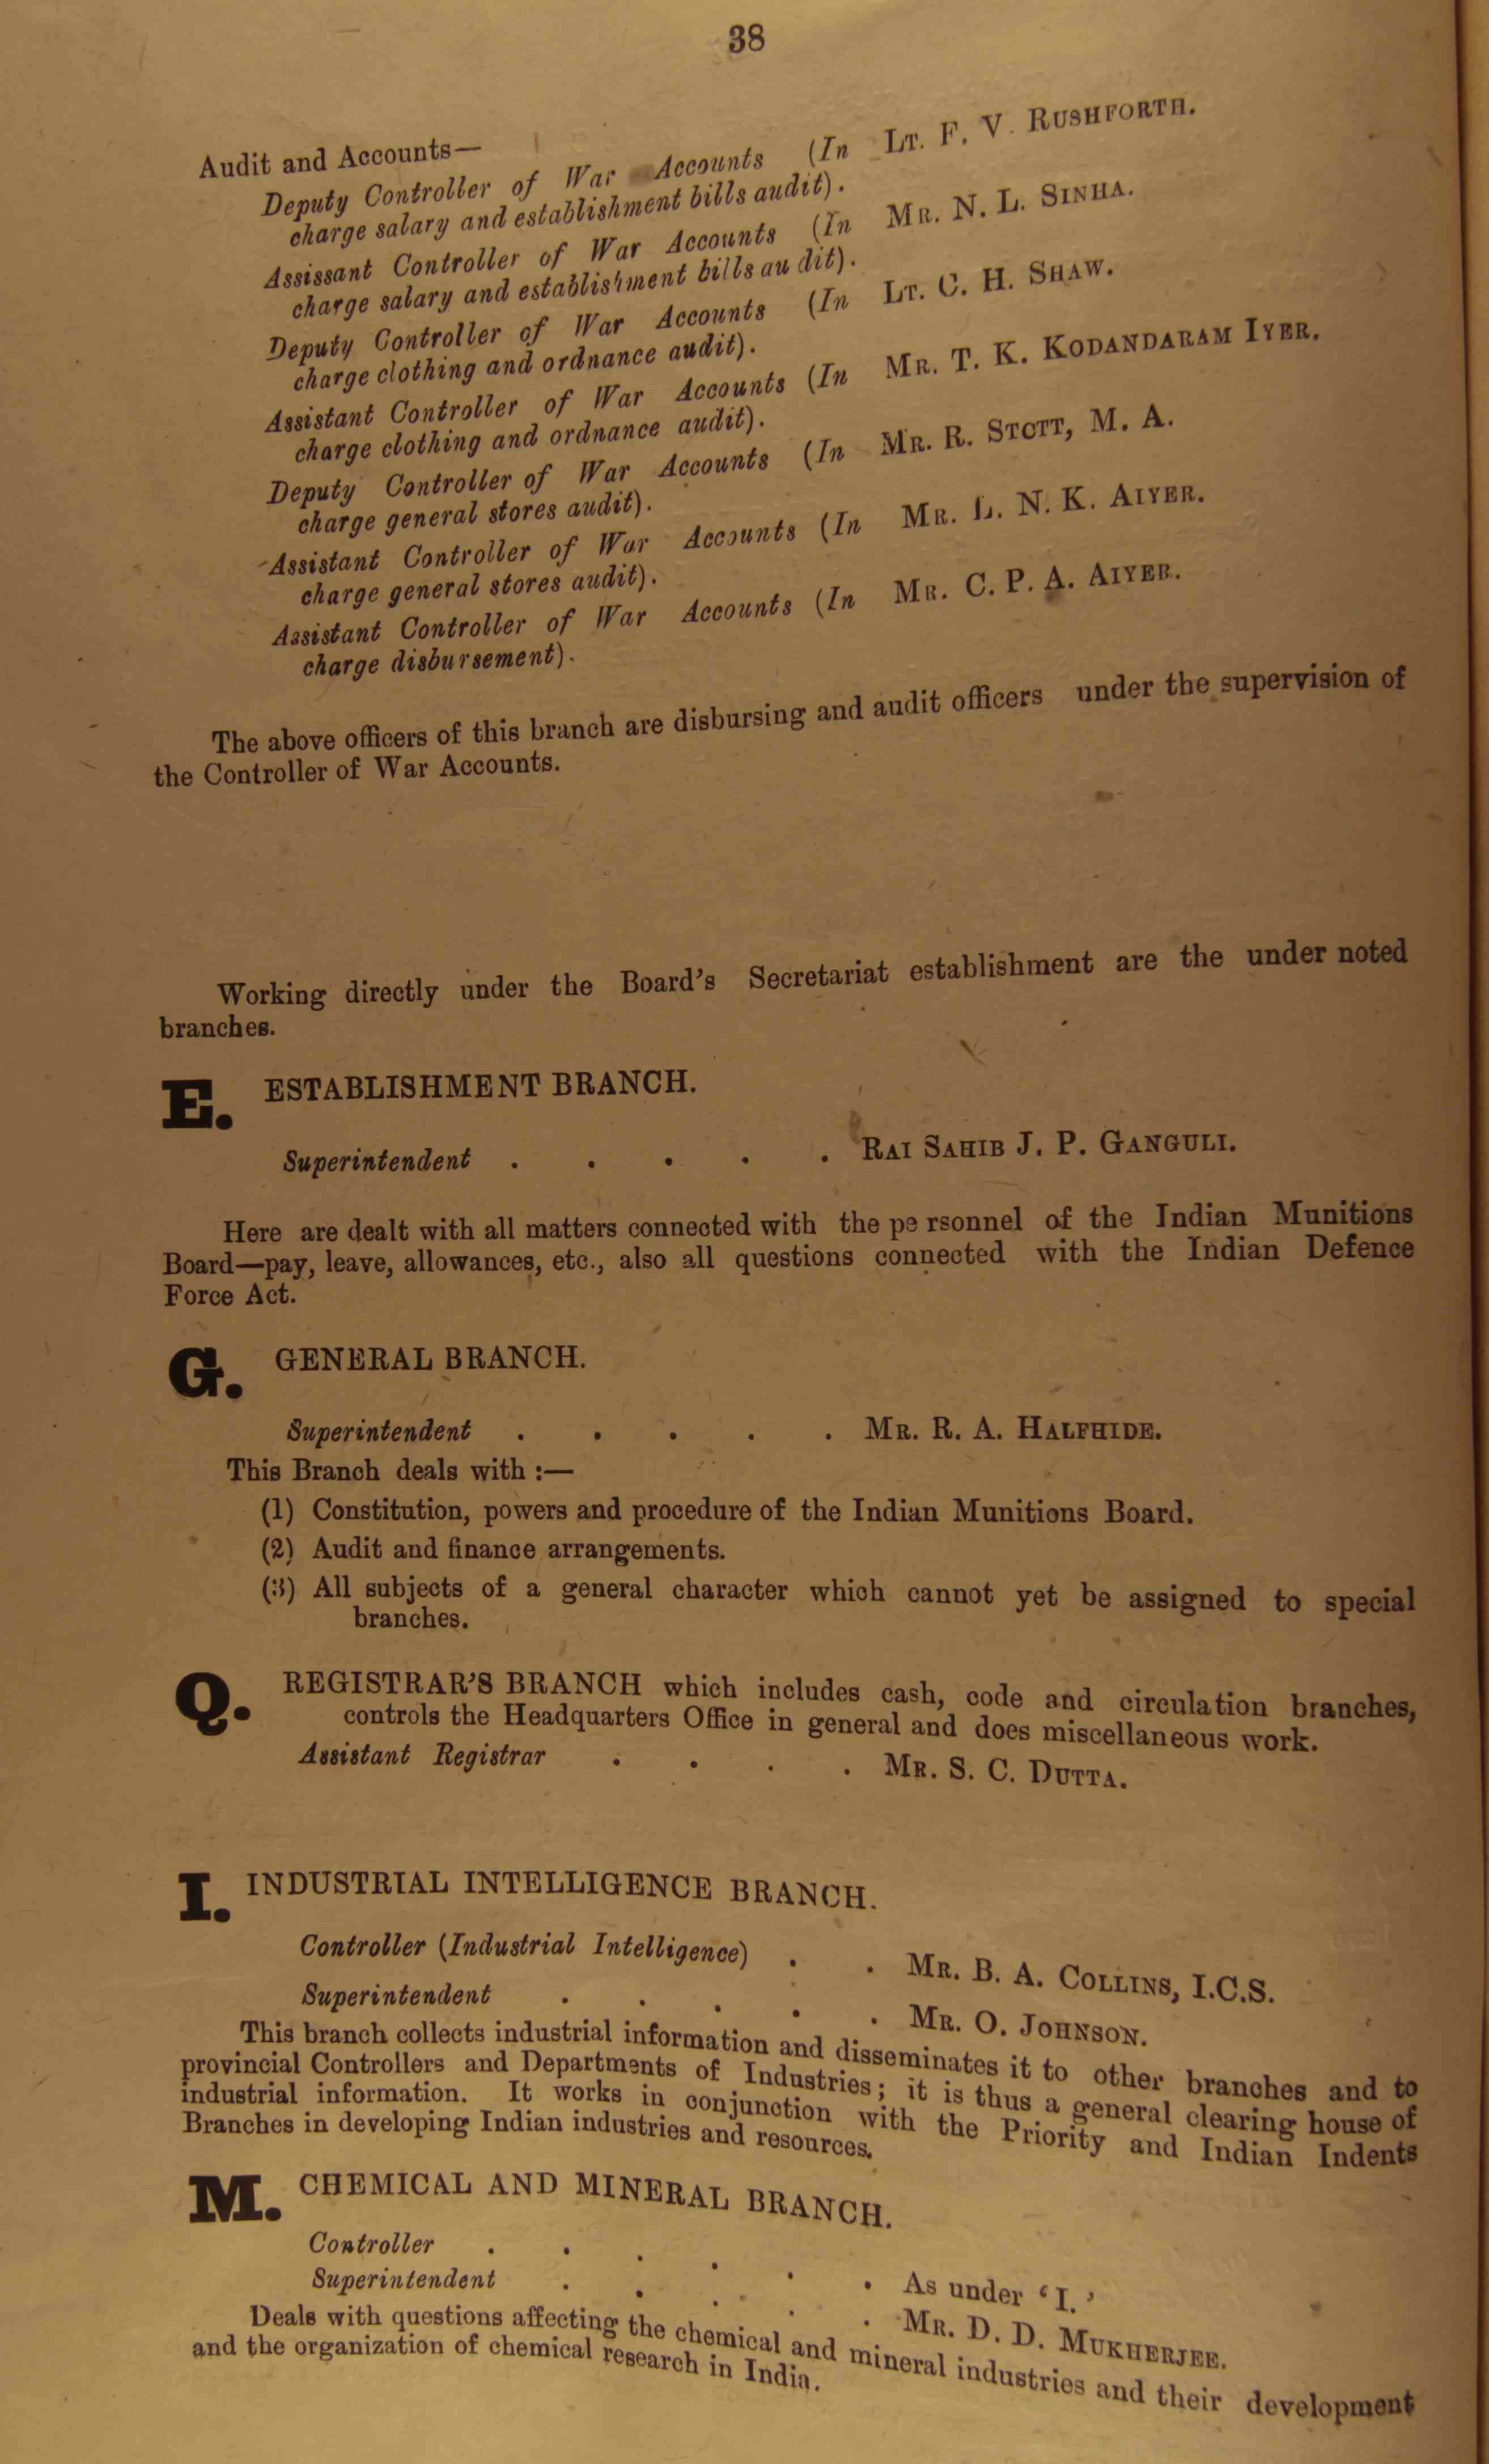 38
Audit and Accounts—
Deputy Controller of War Accounts (In LT. F. V. RUSHFORTH.
charge salary and establishment bills audit).
Assissant Controller of War Accounts (In MR. N. L. SINHA.
charge salary and establishment bills au dit).
Deputy Controller of War Accounts (In LT. C. H. SHAW.
charge clothing and ordnance audit).
Assistant Controller of War Accounts (In MR. T. K. KODANDARAM IYER.
charge clothing and ordnance audit).
Deputy Controller of War Accounts (In MR. R. STOTT, M. A.
charge general stores audit).
Assistant Controller of War Accounts (In MR. L. N. K. AIYER.
charge general stores audit).
Assistant Controller of War Accounts (In MR. C. P. A. AIYER.
charge disbursement).
The above officers of this branch are disbursing and audit officers under the supervision of
the Controller of War Accounts.
Working directly under the Board's Secretariat establishment are the under noted
branches.
E. ESTABLISHMENT BRANCH.
Superintendent . . . . . RAI SAHIB J. P. GANGULI.
Here are dealt with all matters connected with the pe rsonnel of the Indian Munitions
Board—pay, leave, allowances, etc., also all questions connected with the Indian Defence
Force Act.
G. GENERAL BRANCH.
Superintendent . . . . . MR. R. A. HALFHIDE.
This Branch deals with :—
(1) Constitution, powers and procedure of the Indian Munitions Board.
(2) Audit and finance arrangements.
(3) All subjects of a general character which cannot yet be assigned to special
branches.
Q. REGISTRAR'S BRANCH which includes cash, code and circulation branches,
controls the Headquarters Office in general and does miscellaneous work.
Assistant Registrar . . . . MR. S. C. DUTTA.
I. INDUSTRIAL INTELLIGENCE BRANCH.
Controller (Industrial Intelligence) . . MR. B. A. COLLINS, I.C.S.
Superintendent . . . . . MR. O. JOHNSON.
This branch collects industrial information and disseminates it to other branches and to
provincial Controllers and Departments of Industries; it is thus a general clearing house of
industrial information. It works in conjunction with the Priority and Indian Indents
Branches in developing Indian industries and resources.
M. CHEMICAL AND MINERAL BRANCH.
Controller . . . . . . As under ' I. '
Superintendent . . . . . MR. D. D. MUKHERJEE.
Deals with questions affecting the chemical and mineral industries and their development
and the organization of chemical research in India.